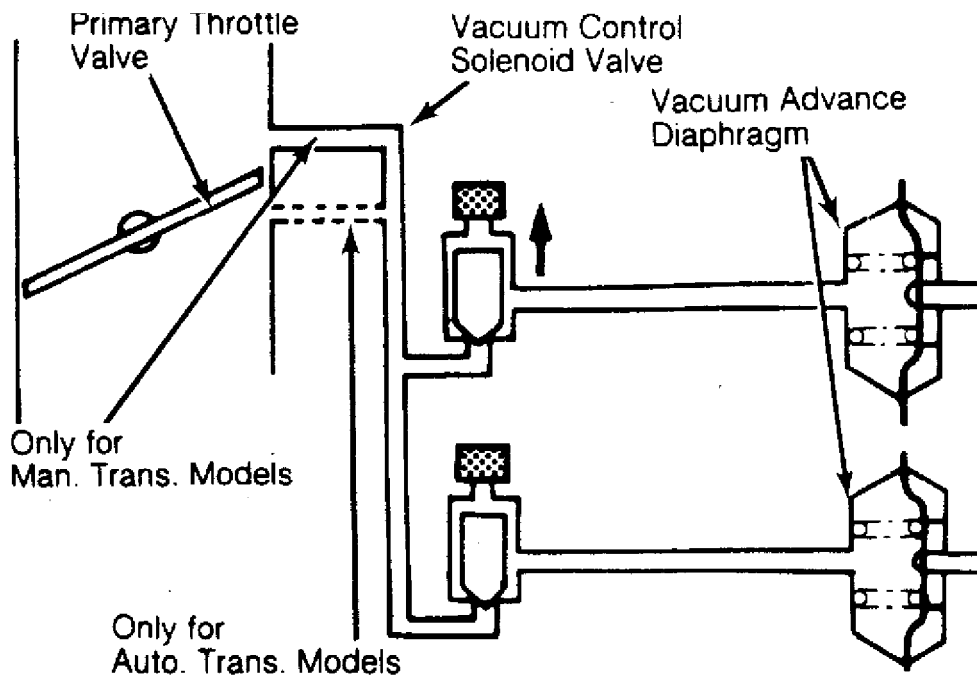 Primary Throttle
Valve
Vacuum Control
Solenoid Valve
Vacuum Advance
Diaphragm
Only for
Man. Trans. Models
Only for
Auto. Trans. Models